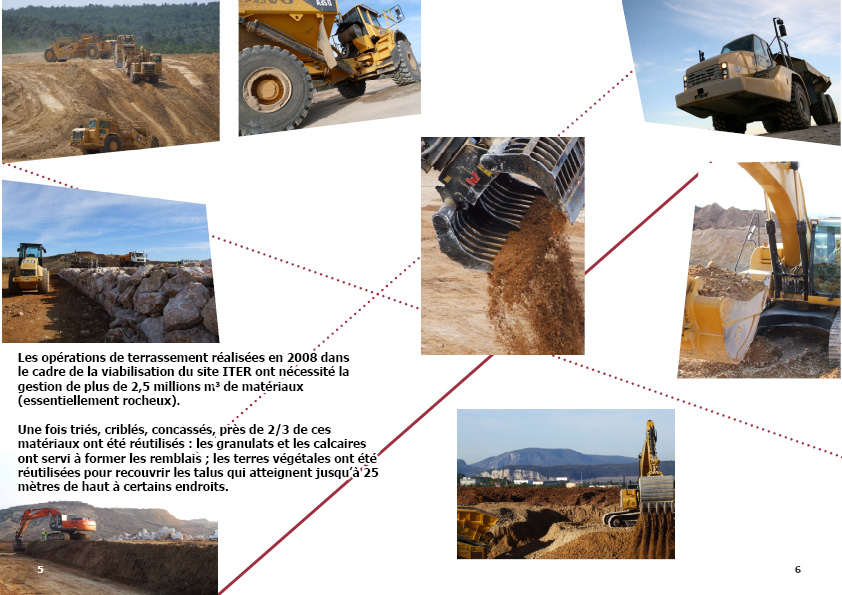 A35D
Les opérations de terrassement réalisées en 2008 dans
le cadre de la viabilisation du site ITER ont nécessité la
gestion de plus de 2,5 millions m³ de matériaux
(essentiellement rocheux).
Une fois triés, criblés, concassés, près de 2/3 de ces
matériaux ont été réutilisés : les granulats et les calcaires
ont servi à former les remblais ; les terres végétales ont été
réutilisées pour recouvrir les talus qui atteignent jusqu'à 25
mètres de haut à certains endroits.
5
6